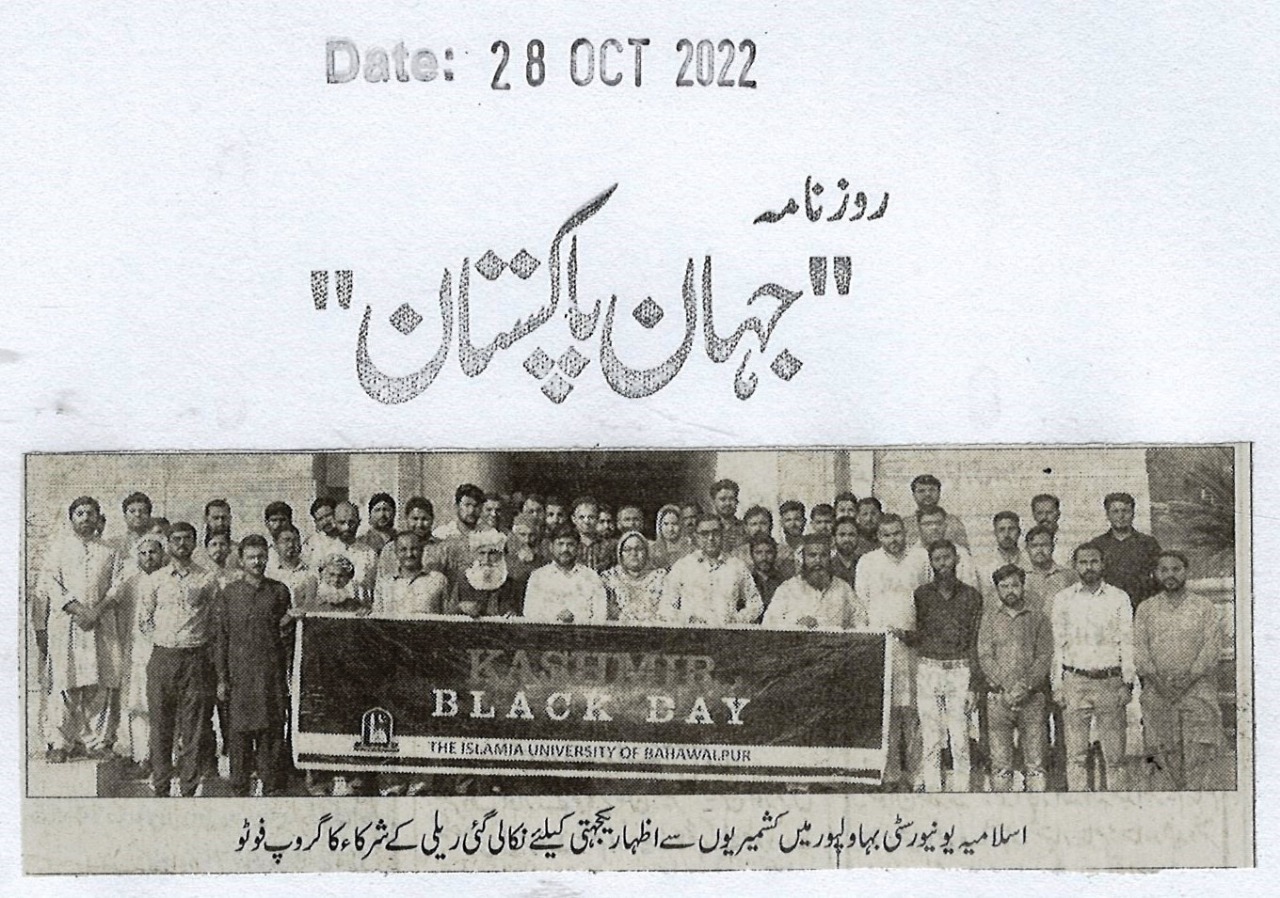 Date: 28 OCT 2022
روزنامہ
"جہان پاکستان"
KASHMIR
BLACK DAY
THE ISLAMIA UNIVERSITY OF BAHAWALPUR
اسلامیہ یونیورسٹی بہاولپور میں کشمیریوں سے اظہار یکجہتی کیلئے نکالی گئی ریلی کے شرکاء کا گروپ فوٹو